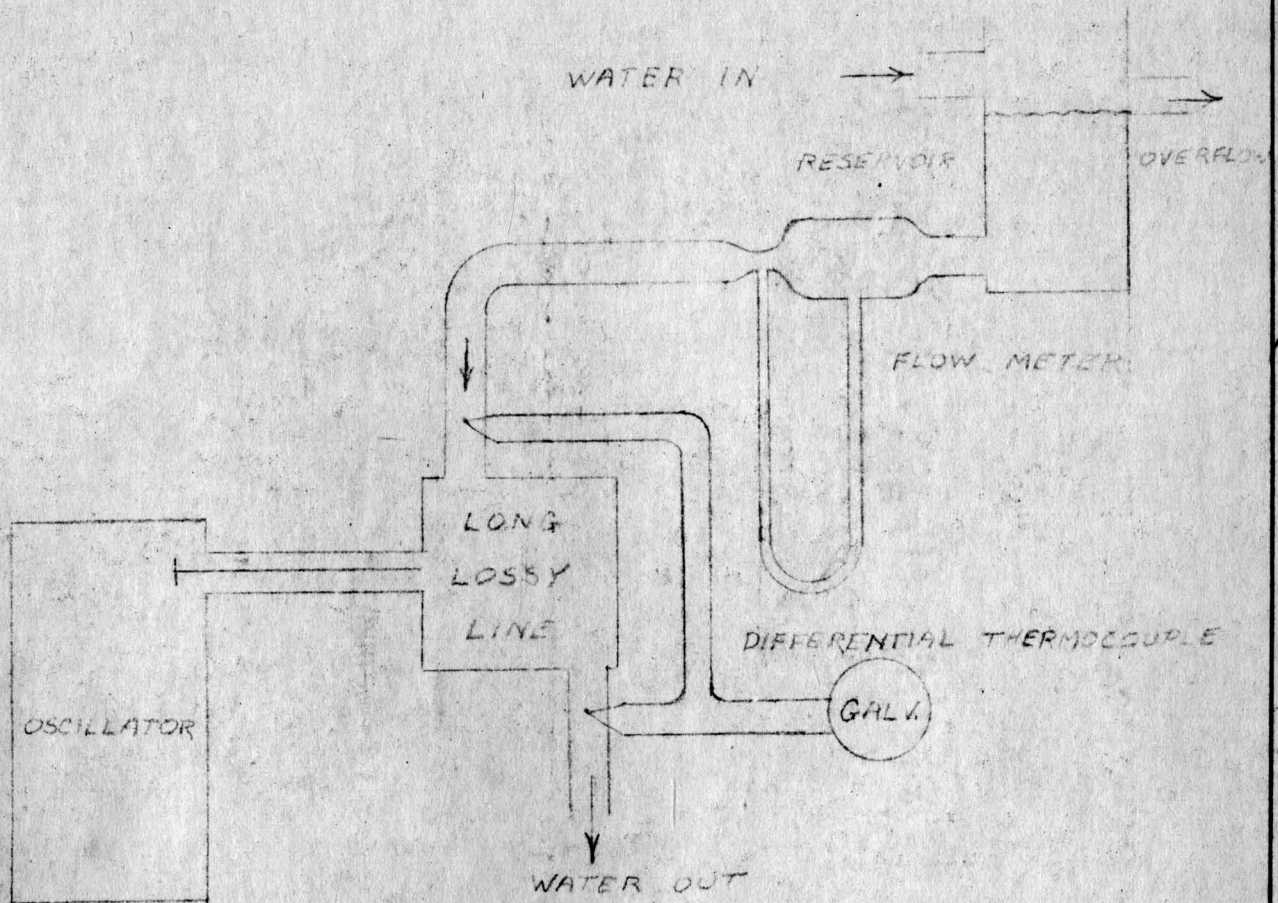 WATER IN
RESERVOIR
OVERFLOW
FLOW METER
LONG
LOSSY
LINE
DIFFERENTIAL THERMOCOUPLE
OSCILLATOR
GALV.
WATER OUT